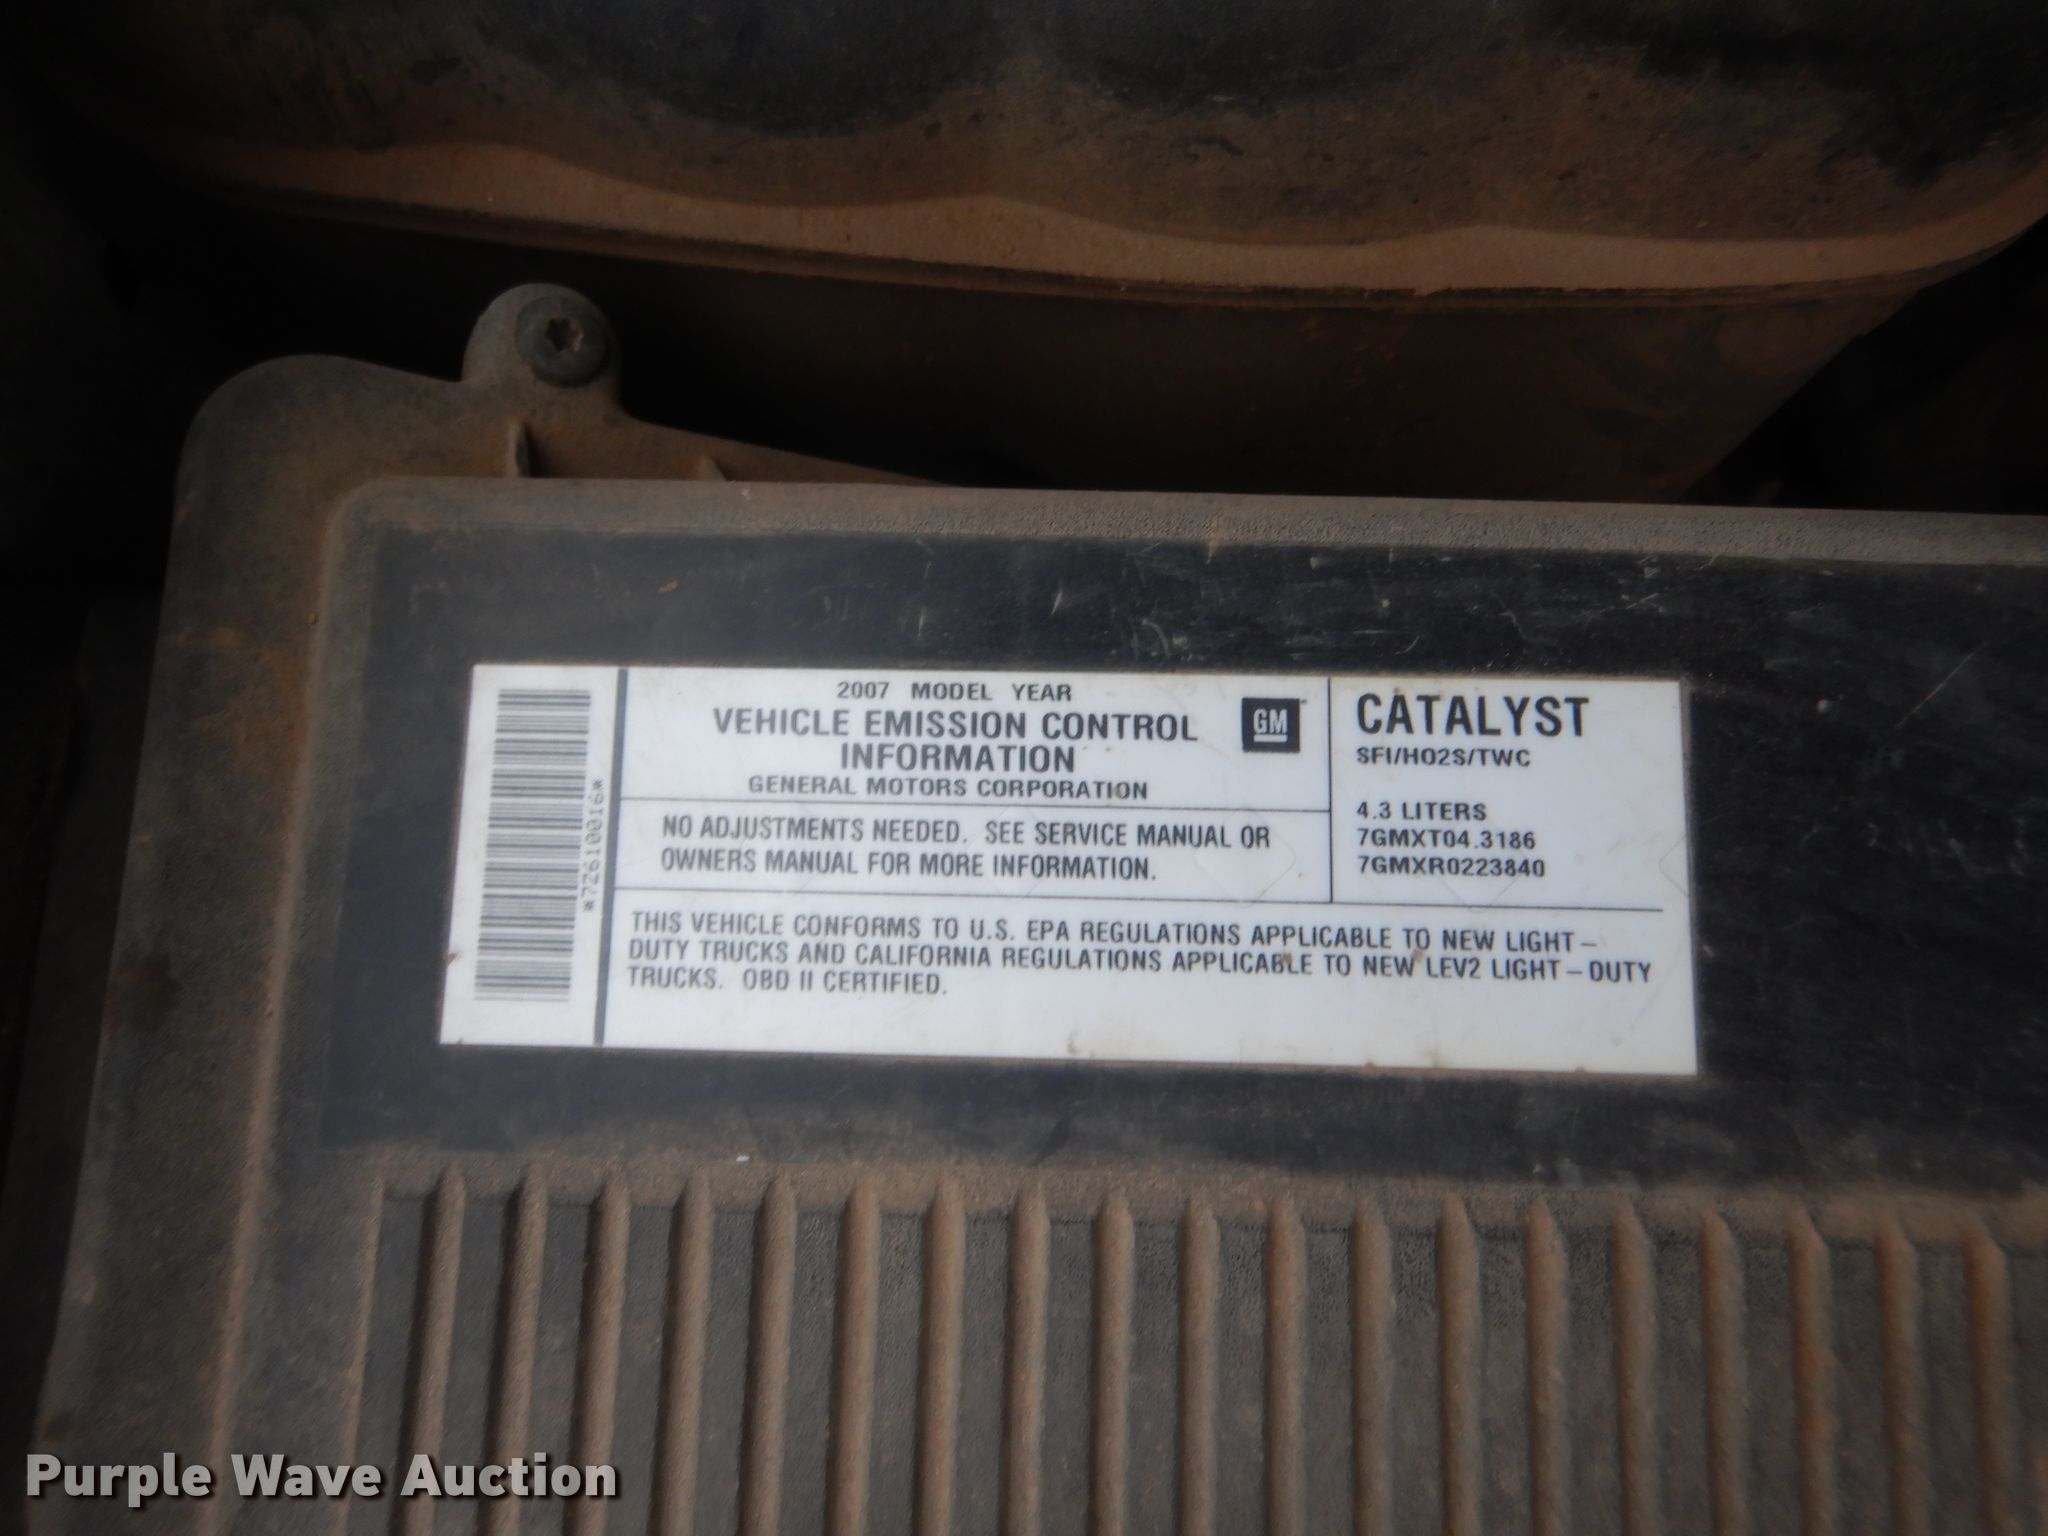 *72610016*
2007 MODEL YEAR
VEHICLE EMISSION CONTROL
INFORMATION
GENERAL MOTORS CORPORATION
GM
NO ADJUSTMENTS NEEDED. SEE SERVICE MANUAL OR
OWNERS MANUAL FOR MORE INFORMATION.
CATALYST
SFI/HO2S/TWC
4.3 LITERS
7GMXT04.3186
7GMXR0223840
THIS VEHICLE CONFORMS TO U.S. EPA REGULATIONS APPLICABLE TO NEW LIGHT-
DUTY TRUCKS AND CALIFORNIA REGULATIONS APPLICABLE TO NEW LEV2 LIGHT-DUTY
TRUCKS. OBD II CERTIFIED.
Purple Wave Auction